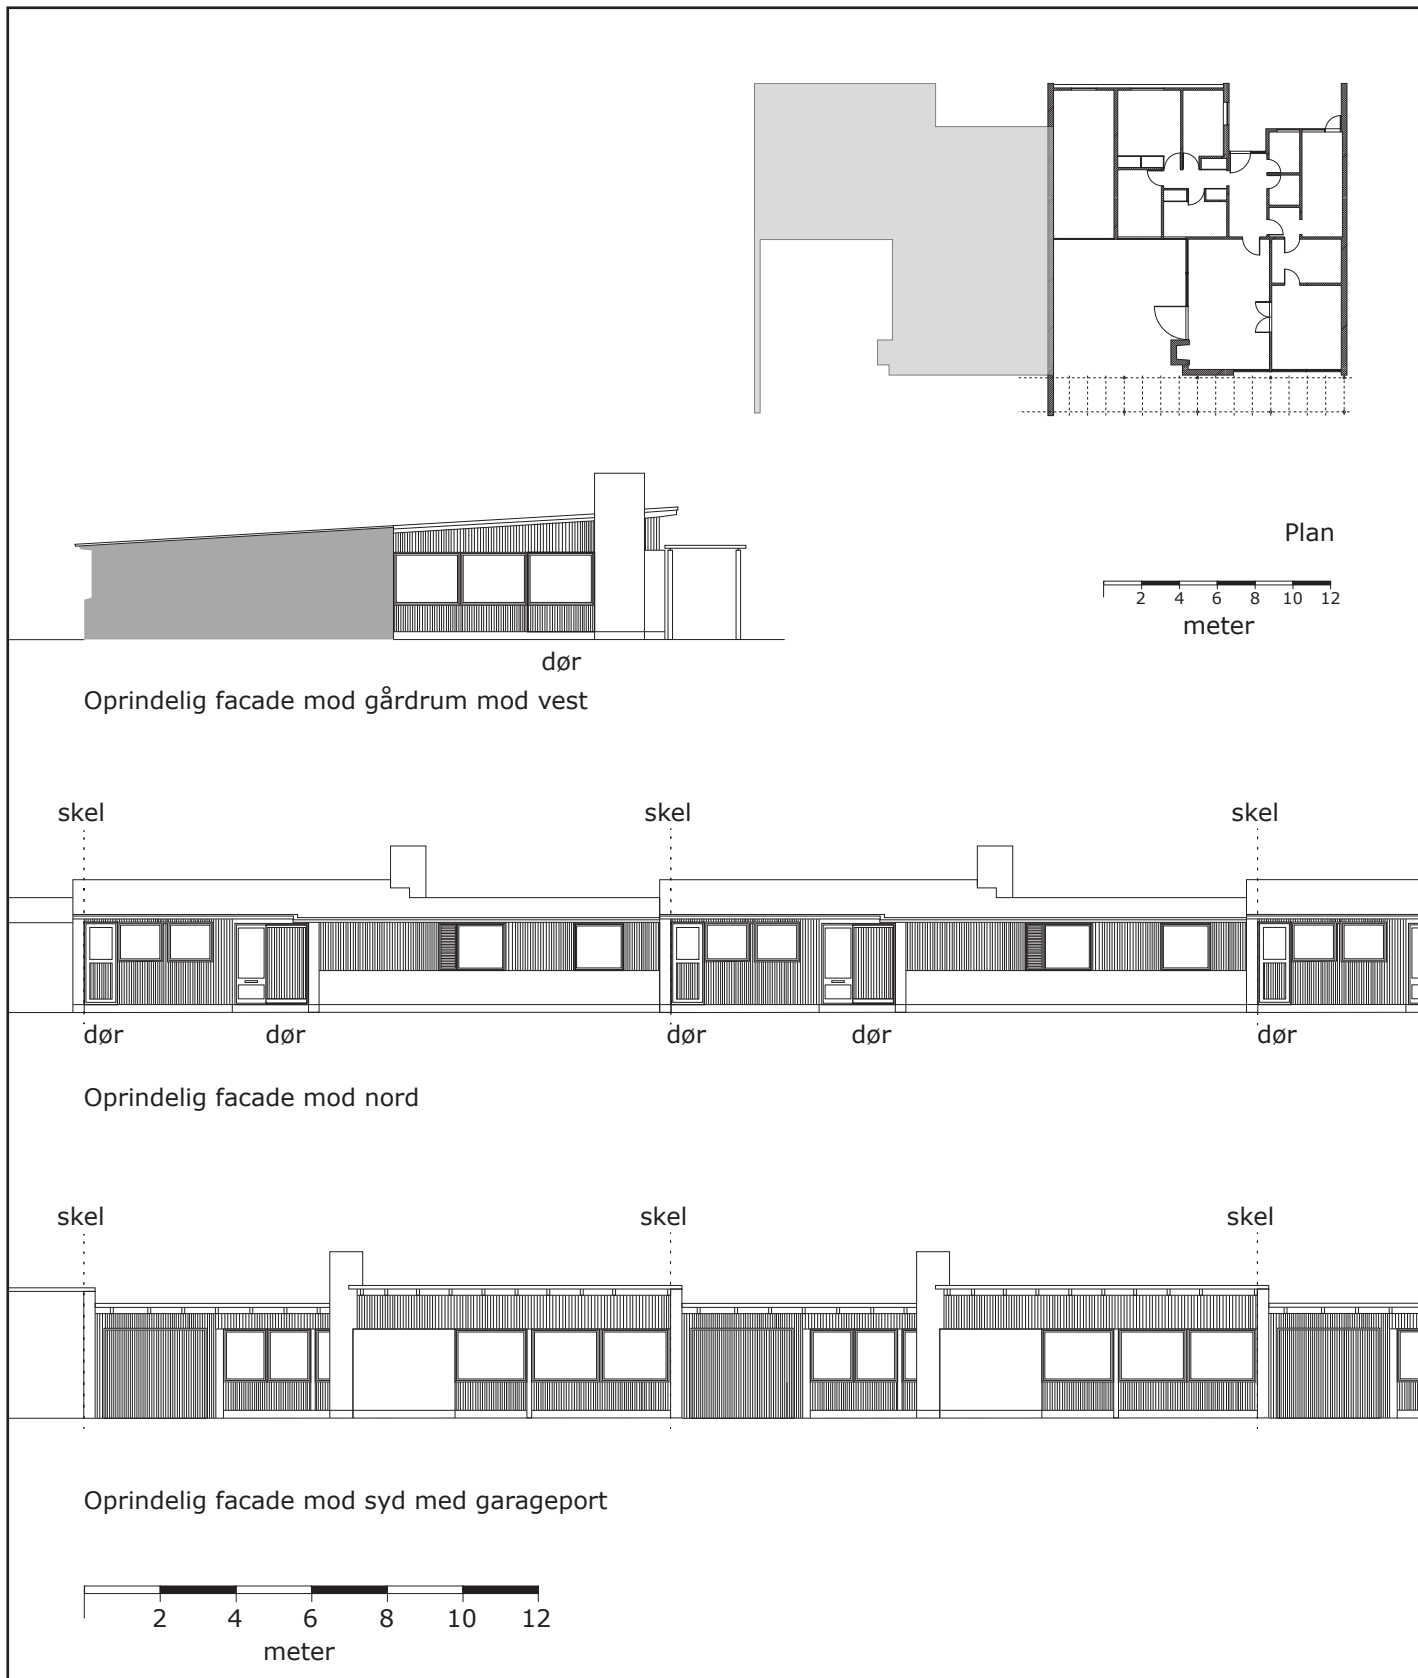 Plan
2 4 6 8 10 12
meter
dør
Oprindelig facade mod gårdrum mod vest
skel skel skel
dør dør dør dør dør
Oprindelig facade mod nord
skel skel skel
Oprindelig facade mod syd med garageport
2 4 6 8 10 12
meter